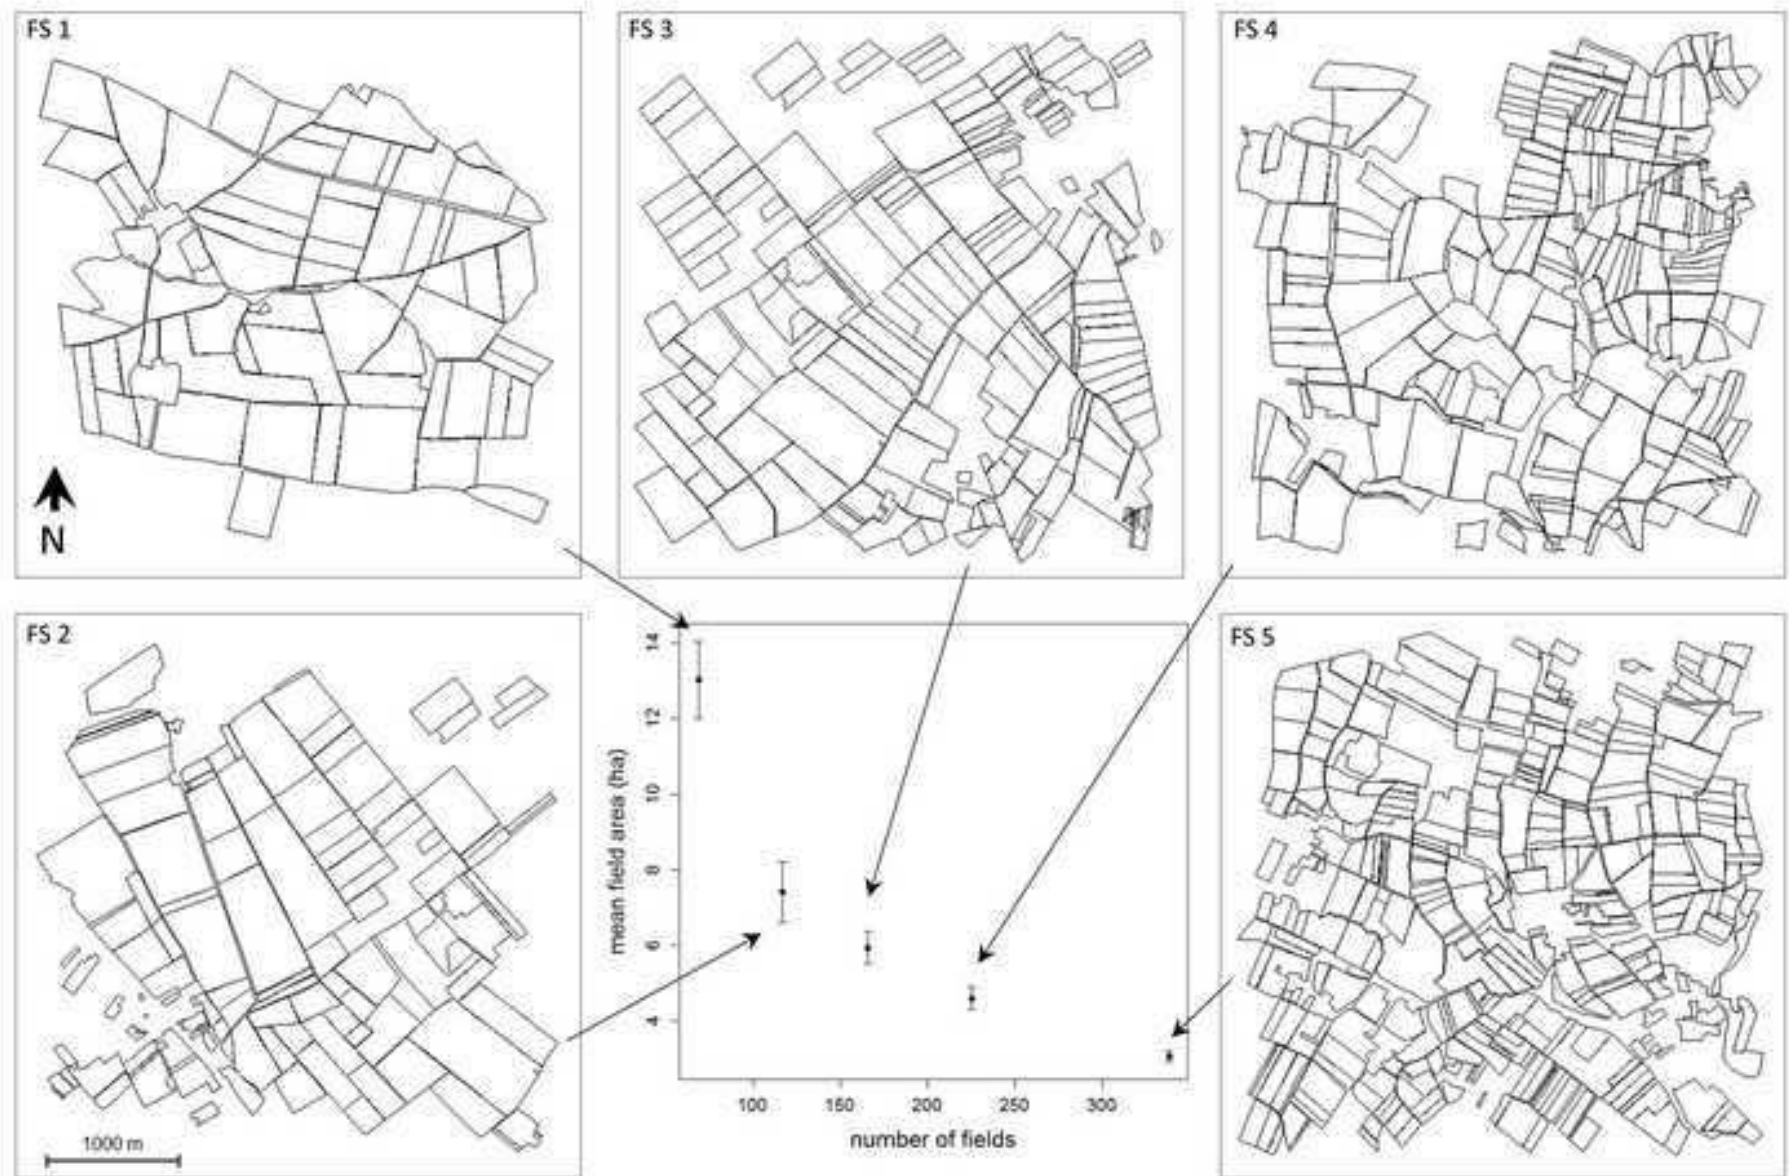 FS 1
FS 3
FS 4
N
FS 2
FS 5
1000 m
mean field area (ha)
14
12
10
8
6
4
100 150 200 250 300
number of fields